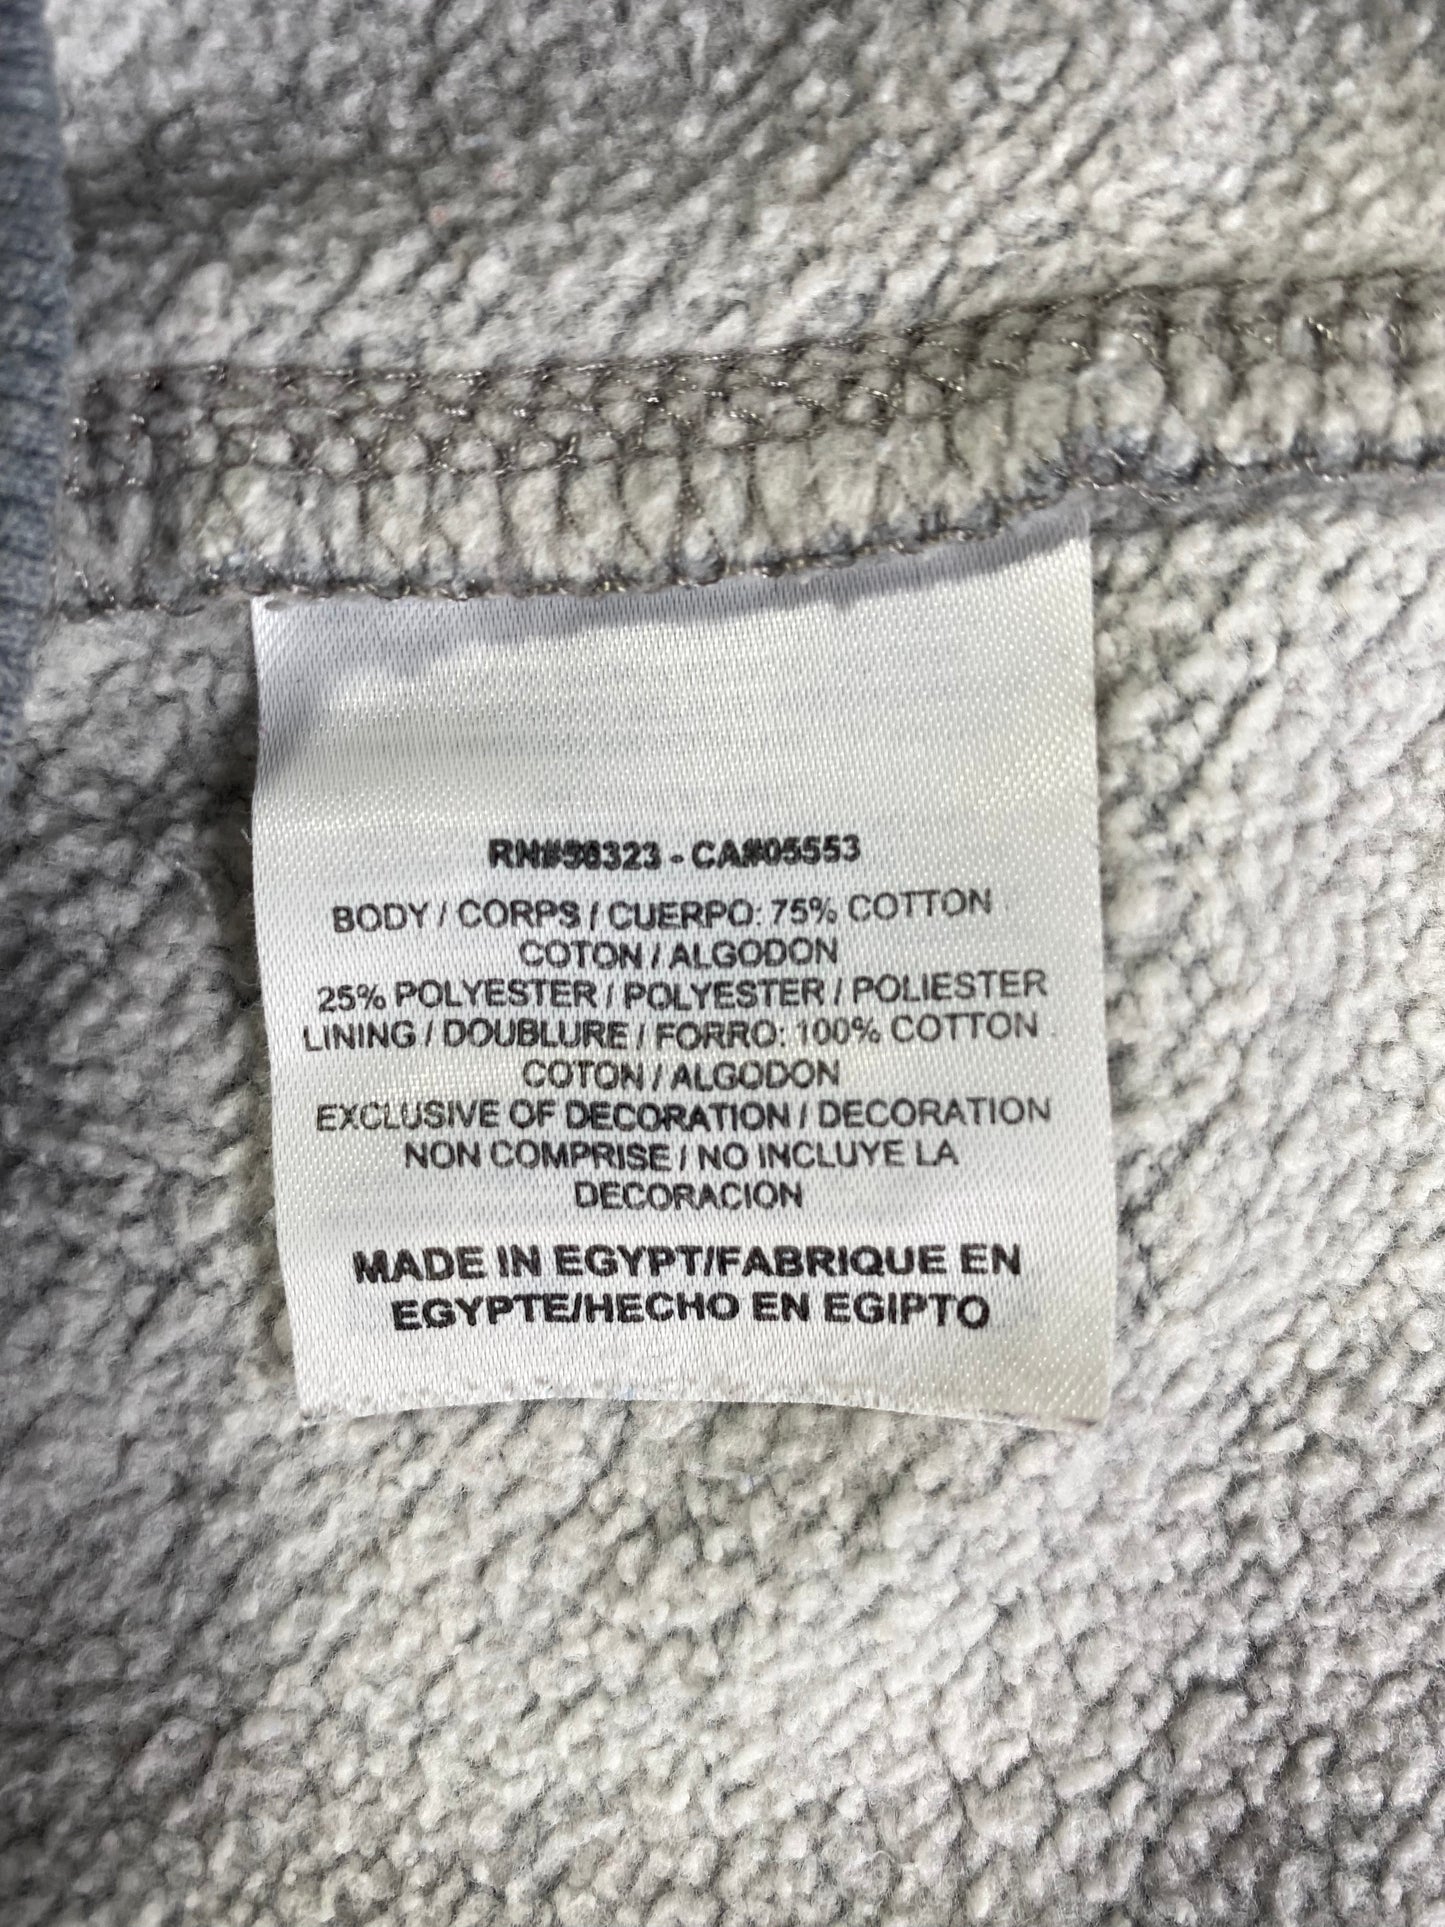 RN#56323 - CA#05553
BODY / CORPS / CUERPO: 75% COTTON
COTON / ALGODON
25% POLYESTER / POLYESTER / POLIESTER
LINING / DOUBLURE / FORRO: 100% COTTON
COTON / ALGODON
EXCLUSIVE OF DECORATION / DECORATION
NON COMPRISE / NO INCLUYE LA
DECORACION
MADE IN EGYPT/FABRIQUE EN
EGYPTE/HECHO EN EGIPTO